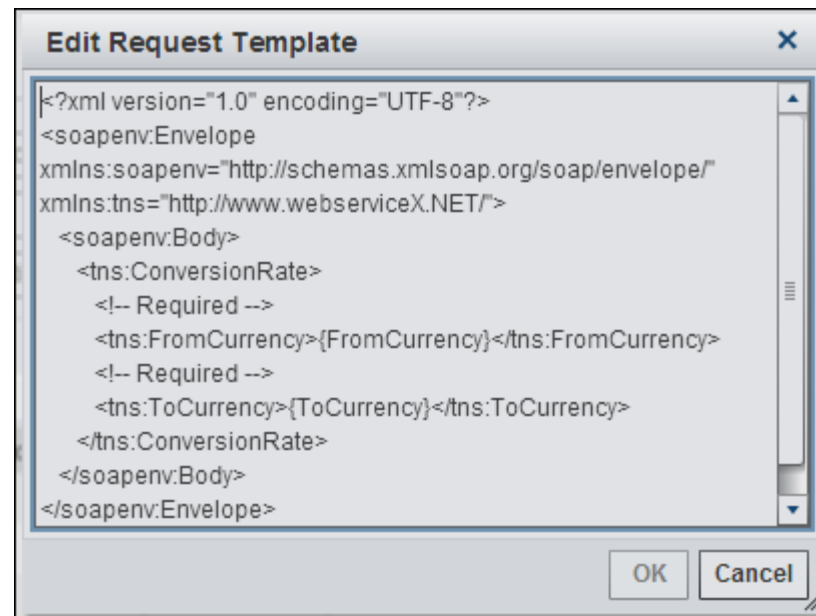 Edit Request Template
<?xml version="1.0" encoding="UTF-8"?>
<soapenv:Envelope
xmlns:soapenv="http://schemas.xmlsoap.org/soap/envelope/"
xmlns:tns="http://www.webserviceX.NET/">
<soapenv:Body>
<tns:ConversionRate>
<!-- Required -->
<tns:FromCurrency>{FromCurrency}</tns:FromCurrency>
<!-- Required -->
<tns:ToCurrency>{ToCurrency}</tns:ToCurrency>
</tns:ConversionRate>
</soapenv:Body>
</soapenv:Envelope>
OK Cancel